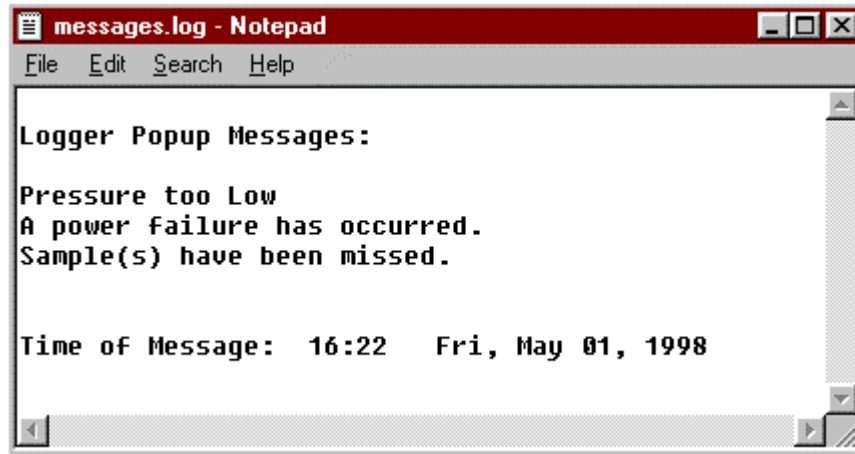 messages.log - Notepad
File Edit Search Help
Logger Popup Messages:
Pressure too Low
A power failure has occurred.
Sample(s) have been missed.
Time of Message:  16:22   Fri, May 01, 1998